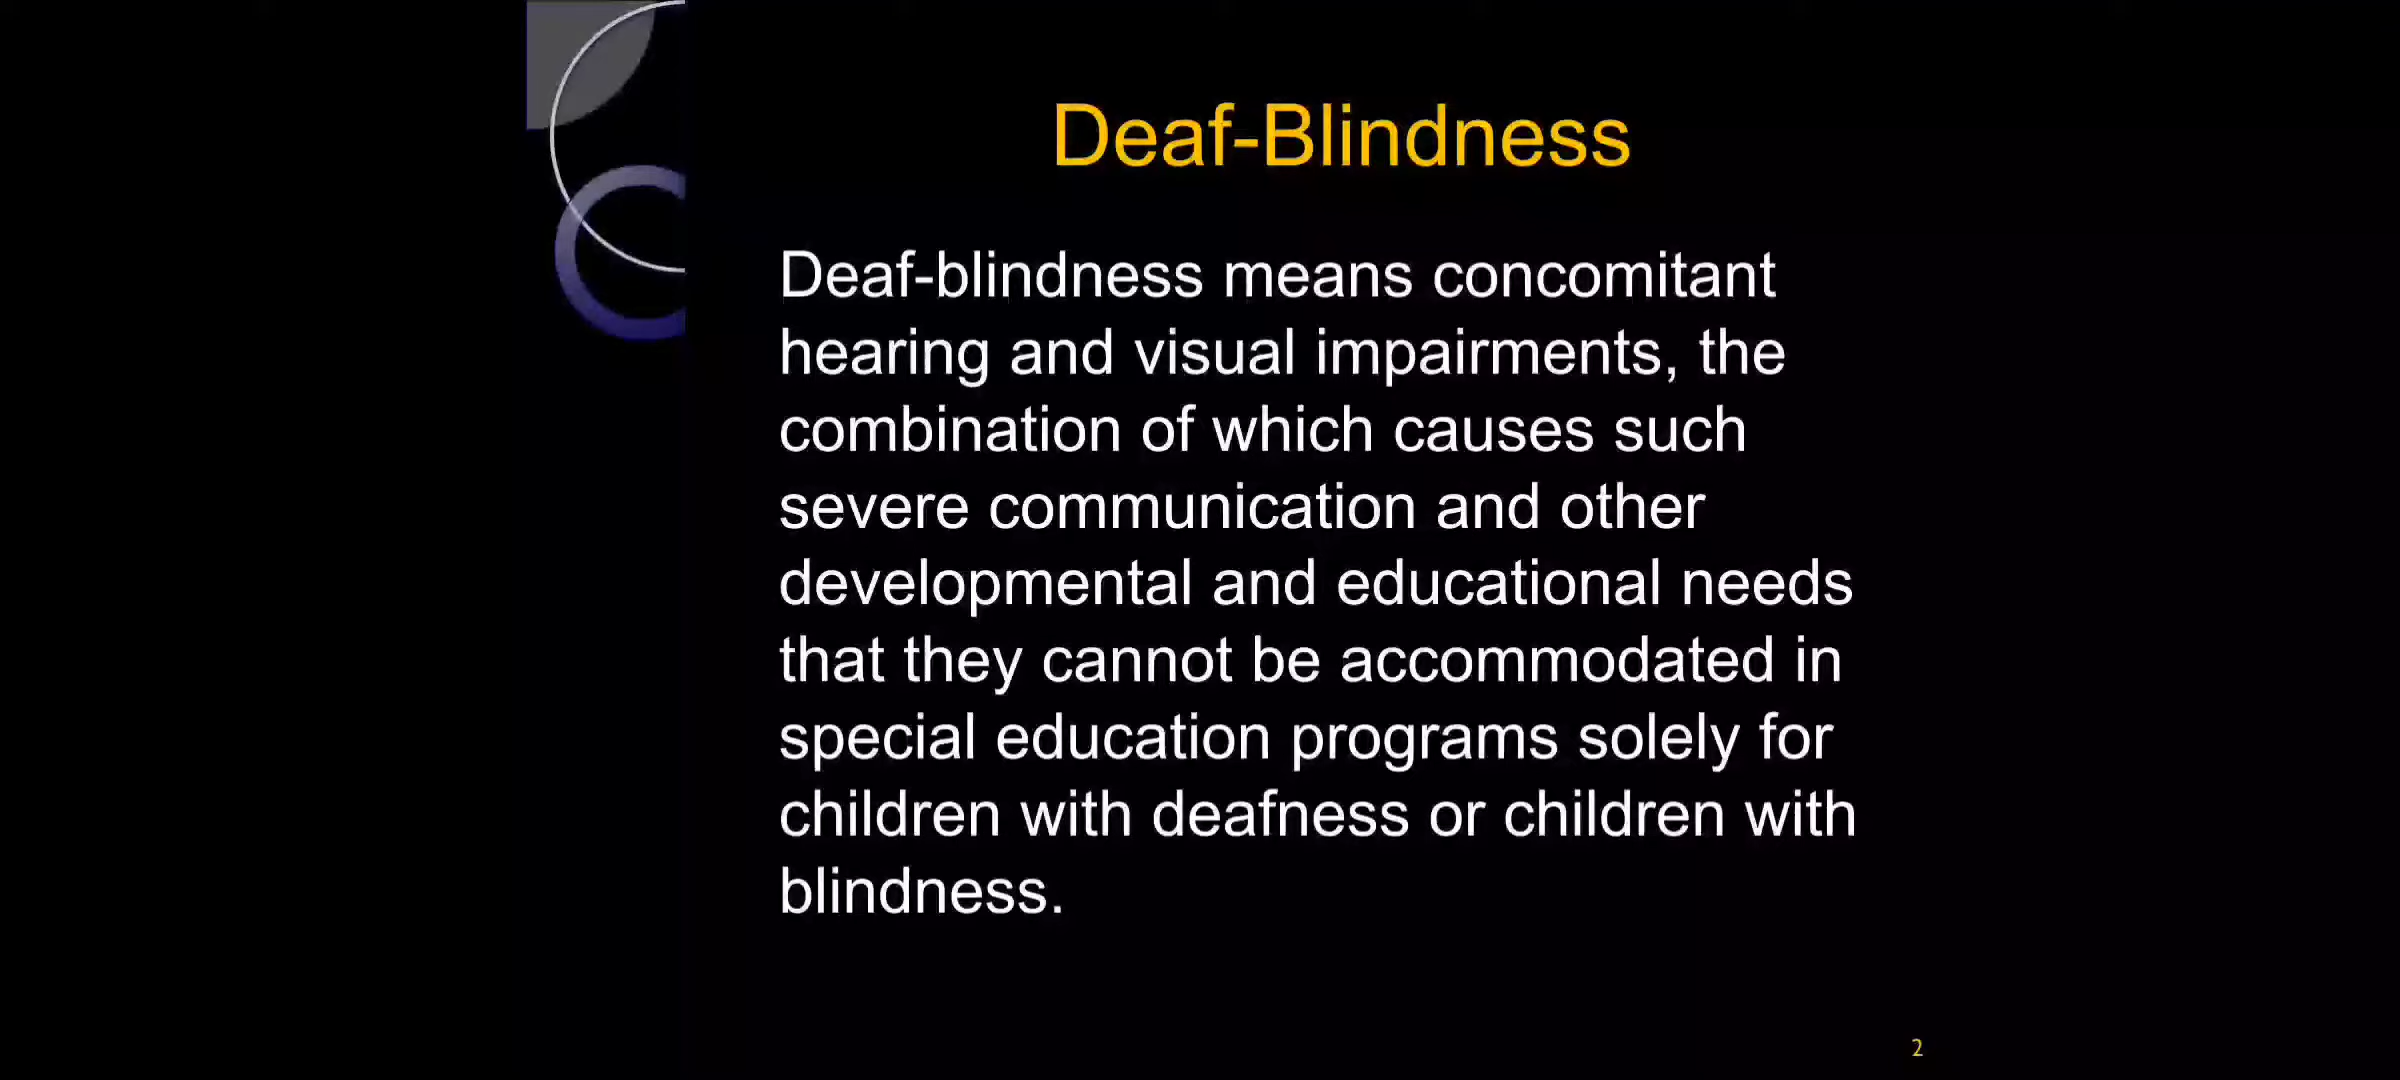 Deaf-Blindness
Deaf-blindness means concomitant
hearing and visual impairments, the
combination of which causes such
severe communication and other
developmental and educational needs
that they cannot be accommodated in
special education programs solely for
children with deafness or children with
blindness.
2